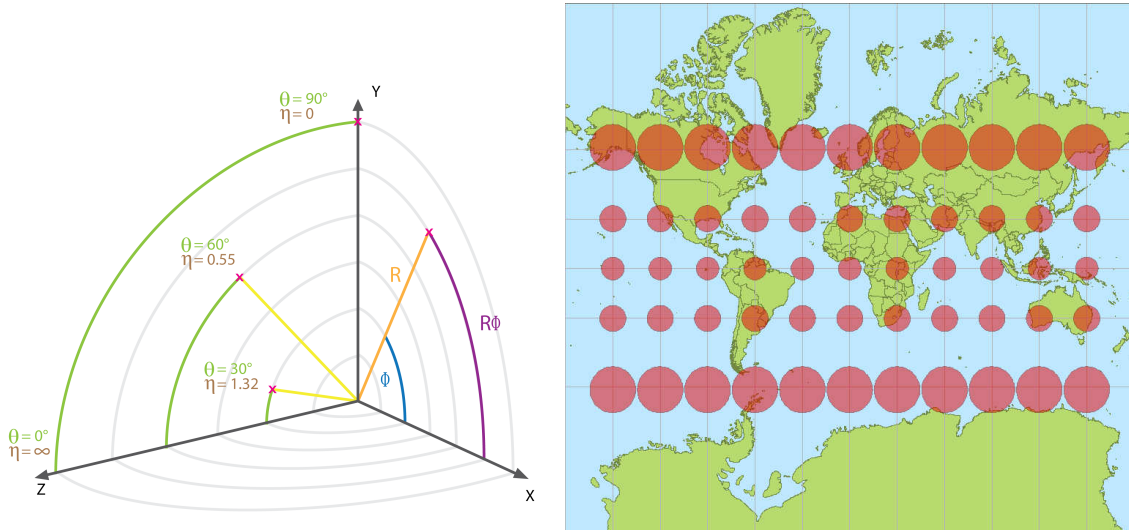 Y
θ = 90°
η = 0
θ = 60°
η = 0.55
R
RΦ
θ = 30°
η = 1.32
Φ
θ = 0°
η = ∞
Z
X